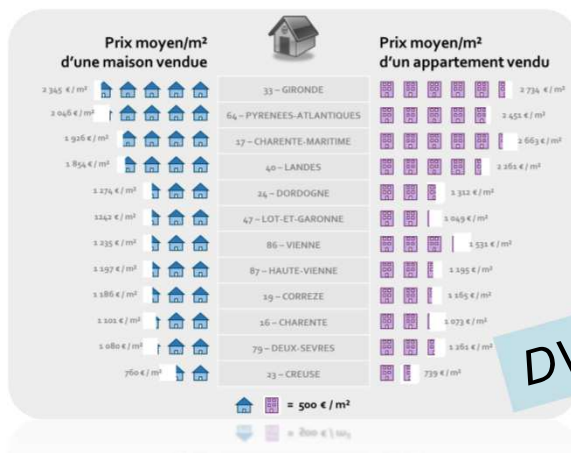 Prix moyen/m²
d'une maison vendue
Prix moyen/m²
d'un appartement vendu
2 345 € / m² 33 – GIRONDE 2 734 € / m²
2 046 € / m² 64 – PYRENEES-ATLANTIQUES 2 451 € / m²
1 926 € / m² 17 – CHARENTE-MARITIME 2 663 € / m²
1 854 € / m² 40 – LANDES 2 261 € / m²
1 274 € / m² 24 – DORDOGNE 1 312 € / m²
1242 € / m² 47 – LOT-ET-GARONNE 1 049 € / m²
1 235 € / m² 86 – VIENNE 1 531 € / m²
1 197 € / m² 87 – HAUTE-VIENNE 1 195 € / m²
1 186 € / m² 19 – CORREZE 1 165 € / m²
1 101 € / m² 16 – CHARENTE 1 073 € / m²
1 080 € / m² 79 – DEUX-SEVRES 1 261 € / m²
760 € / m² 23 – CREUSE 739 € / m²
= 500 € / m²